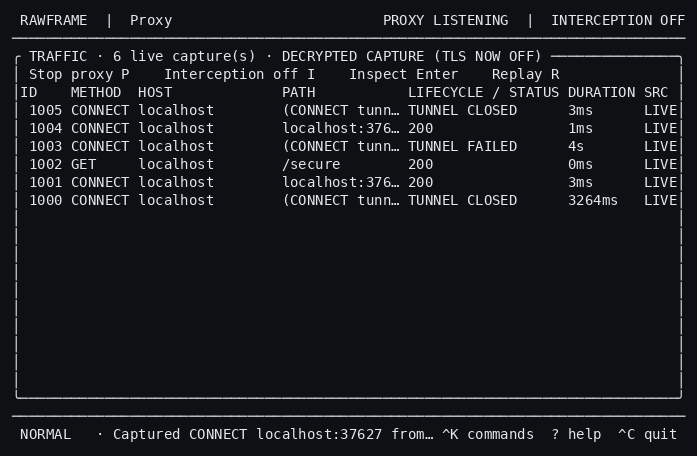 RAWFRAME | Proxy PROXY LISTENING | INTERCEPTION OFF
TRAFFIC · 6 live capture(s) · DECRYPTED CAPTURE (TLS NOW OFF)
Stop proxy P Interception off I Inspect Enter Replay R
ID METHOD HOST PATH LIFECYCLE / STATUS DURATION SRC
1005 CONNECT localhost (CONNECT tunn… TUNNEL CLOSED 3ms LIVE
1004 CONNECT localhost localhost:376… 200 1ms LIVE
1003 CONNECT localhost (CONNECT tunn… TUNNEL FAILED 4s LIVE
1002 GET localhost /secure 200 0ms LIVE
1001 CONNECT localhost localhost:376… 200 3ms LIVE
1000 CONNECT localhost (CONNECT tunn… TUNNEL CLOSED 3264ms LIVE
NORMAL · Captured CONNECT localhost:37627 from… ^K commands ? help ^C quit